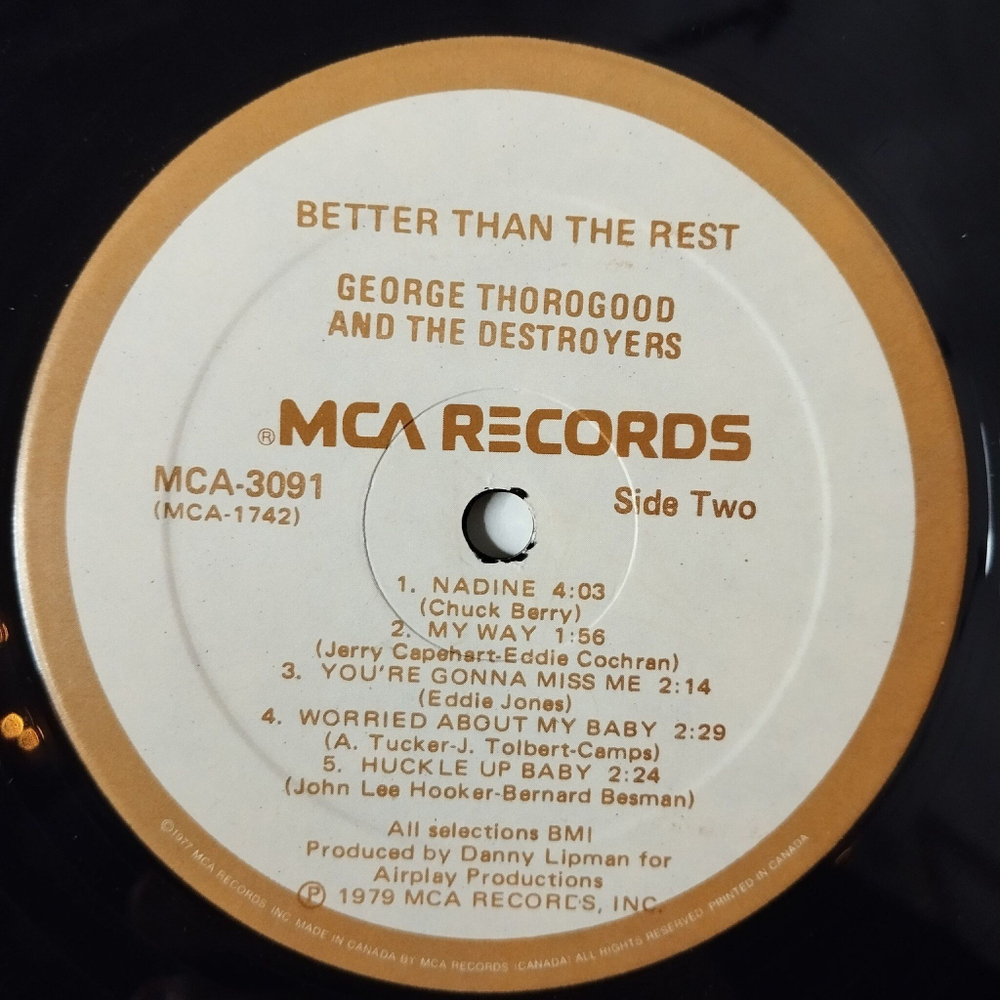 BETTER THAN THE REST
GEORGE THOROGOOD
AND THE DESTROYERS
®MCA RECORDS
MCA-3091
(MCA-1742)
Side Two
1. NADINE 4:03
(Chuck Berry)
2. MY WAY 1:56
(Jerry Capehart-Eddie Cochran)
3. YOU'RE GONNA MISS ME 2:14
(Eddie Jones)
4. WORRIED ABOUT MY BABY 2:29
(A. Tucker-J. Tolbert-Camps)
5. HUCKLE UP BABY 2:24
(John Lee Hooker-Bernard Besman)
All selections BMI
Produced by Danny Lipman for
Airplay Productions
Ⓟ 1979 MCA RECORDS, INC.
©1977 MCA RECORDS INC. MADE IN CANADA BY MCA RECORDS (CANADA) ALL RIGHTS RESERVED PRINTED IN CANADA